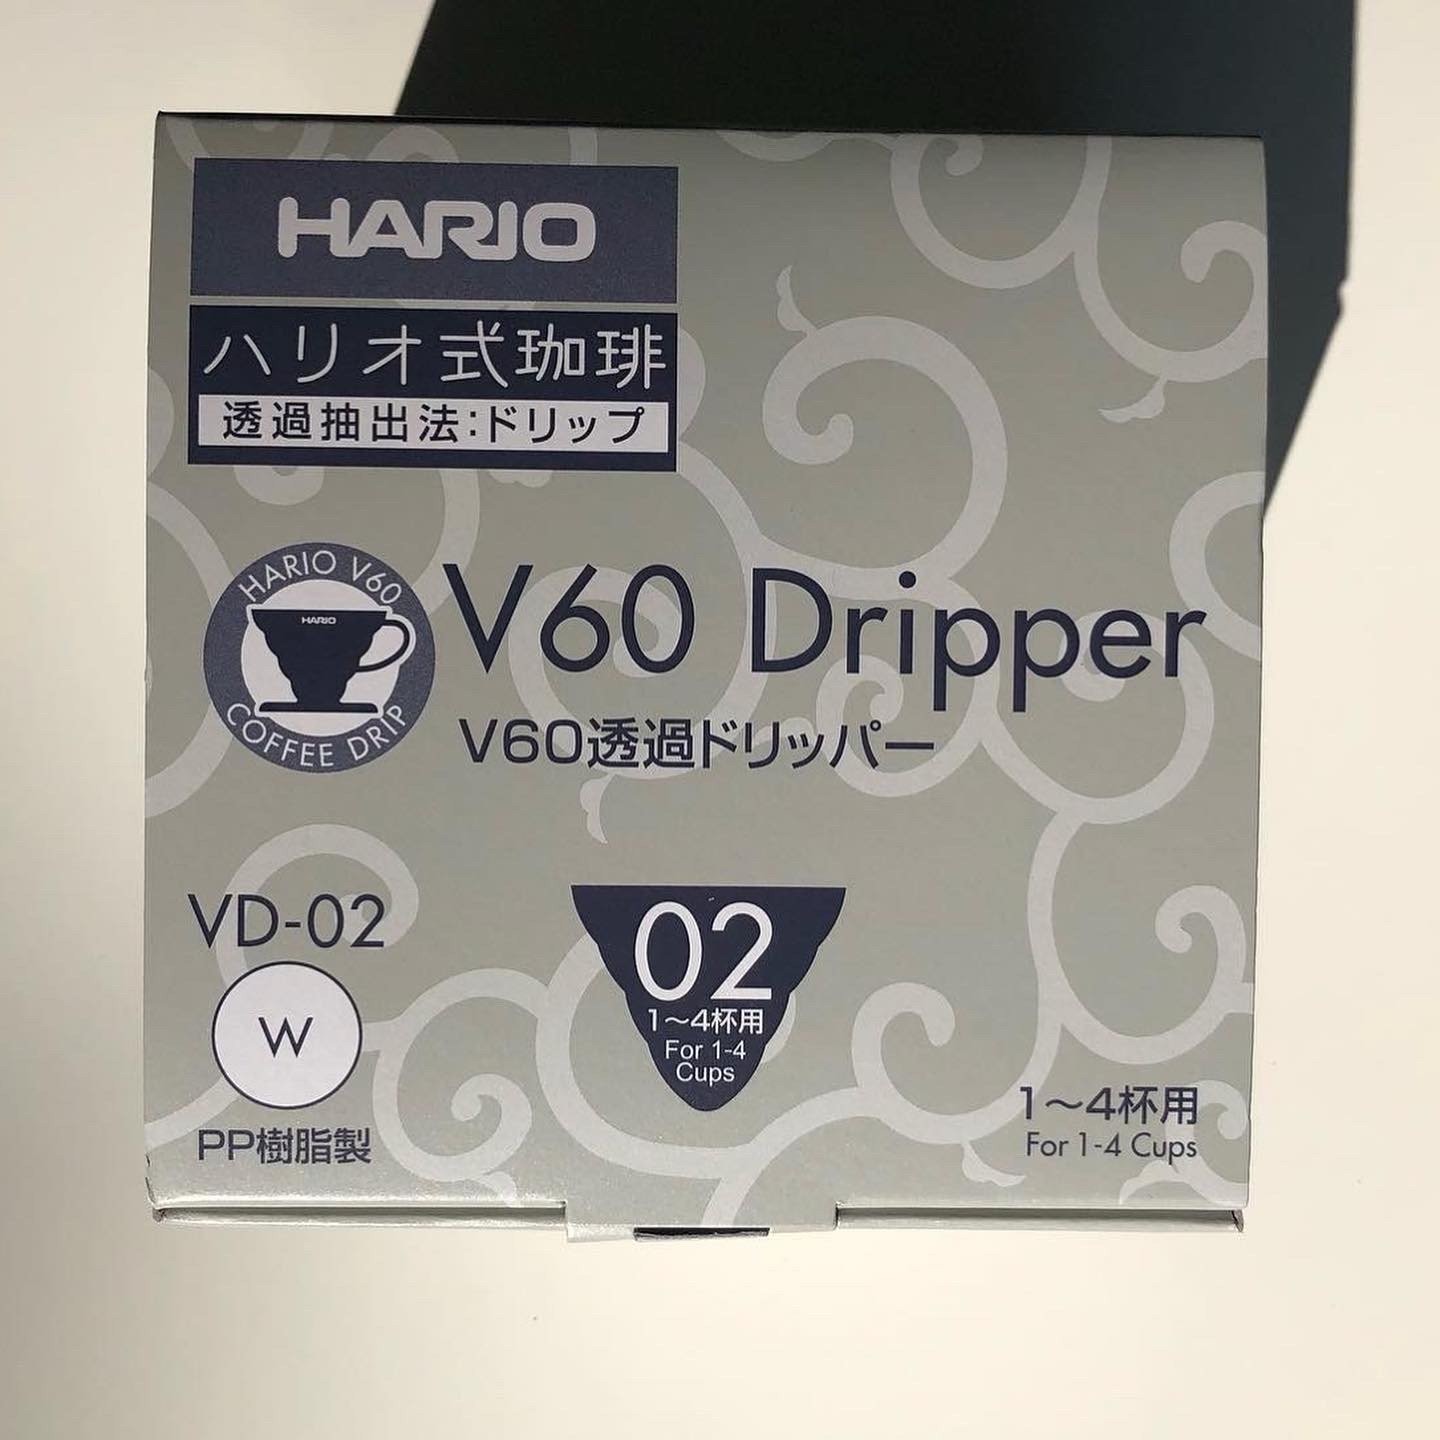 HARIO
ハリオ式珈琲
透過抽出法:ドリップ
HARIO V60
HARIO
COFFEE DRIP
V60 Dripper
V60透過ドリッパー
VD-02
W
PP樹脂製
02
1～4杯用
For 1-4
Cups
1～4杯用
For 1-4 Cups